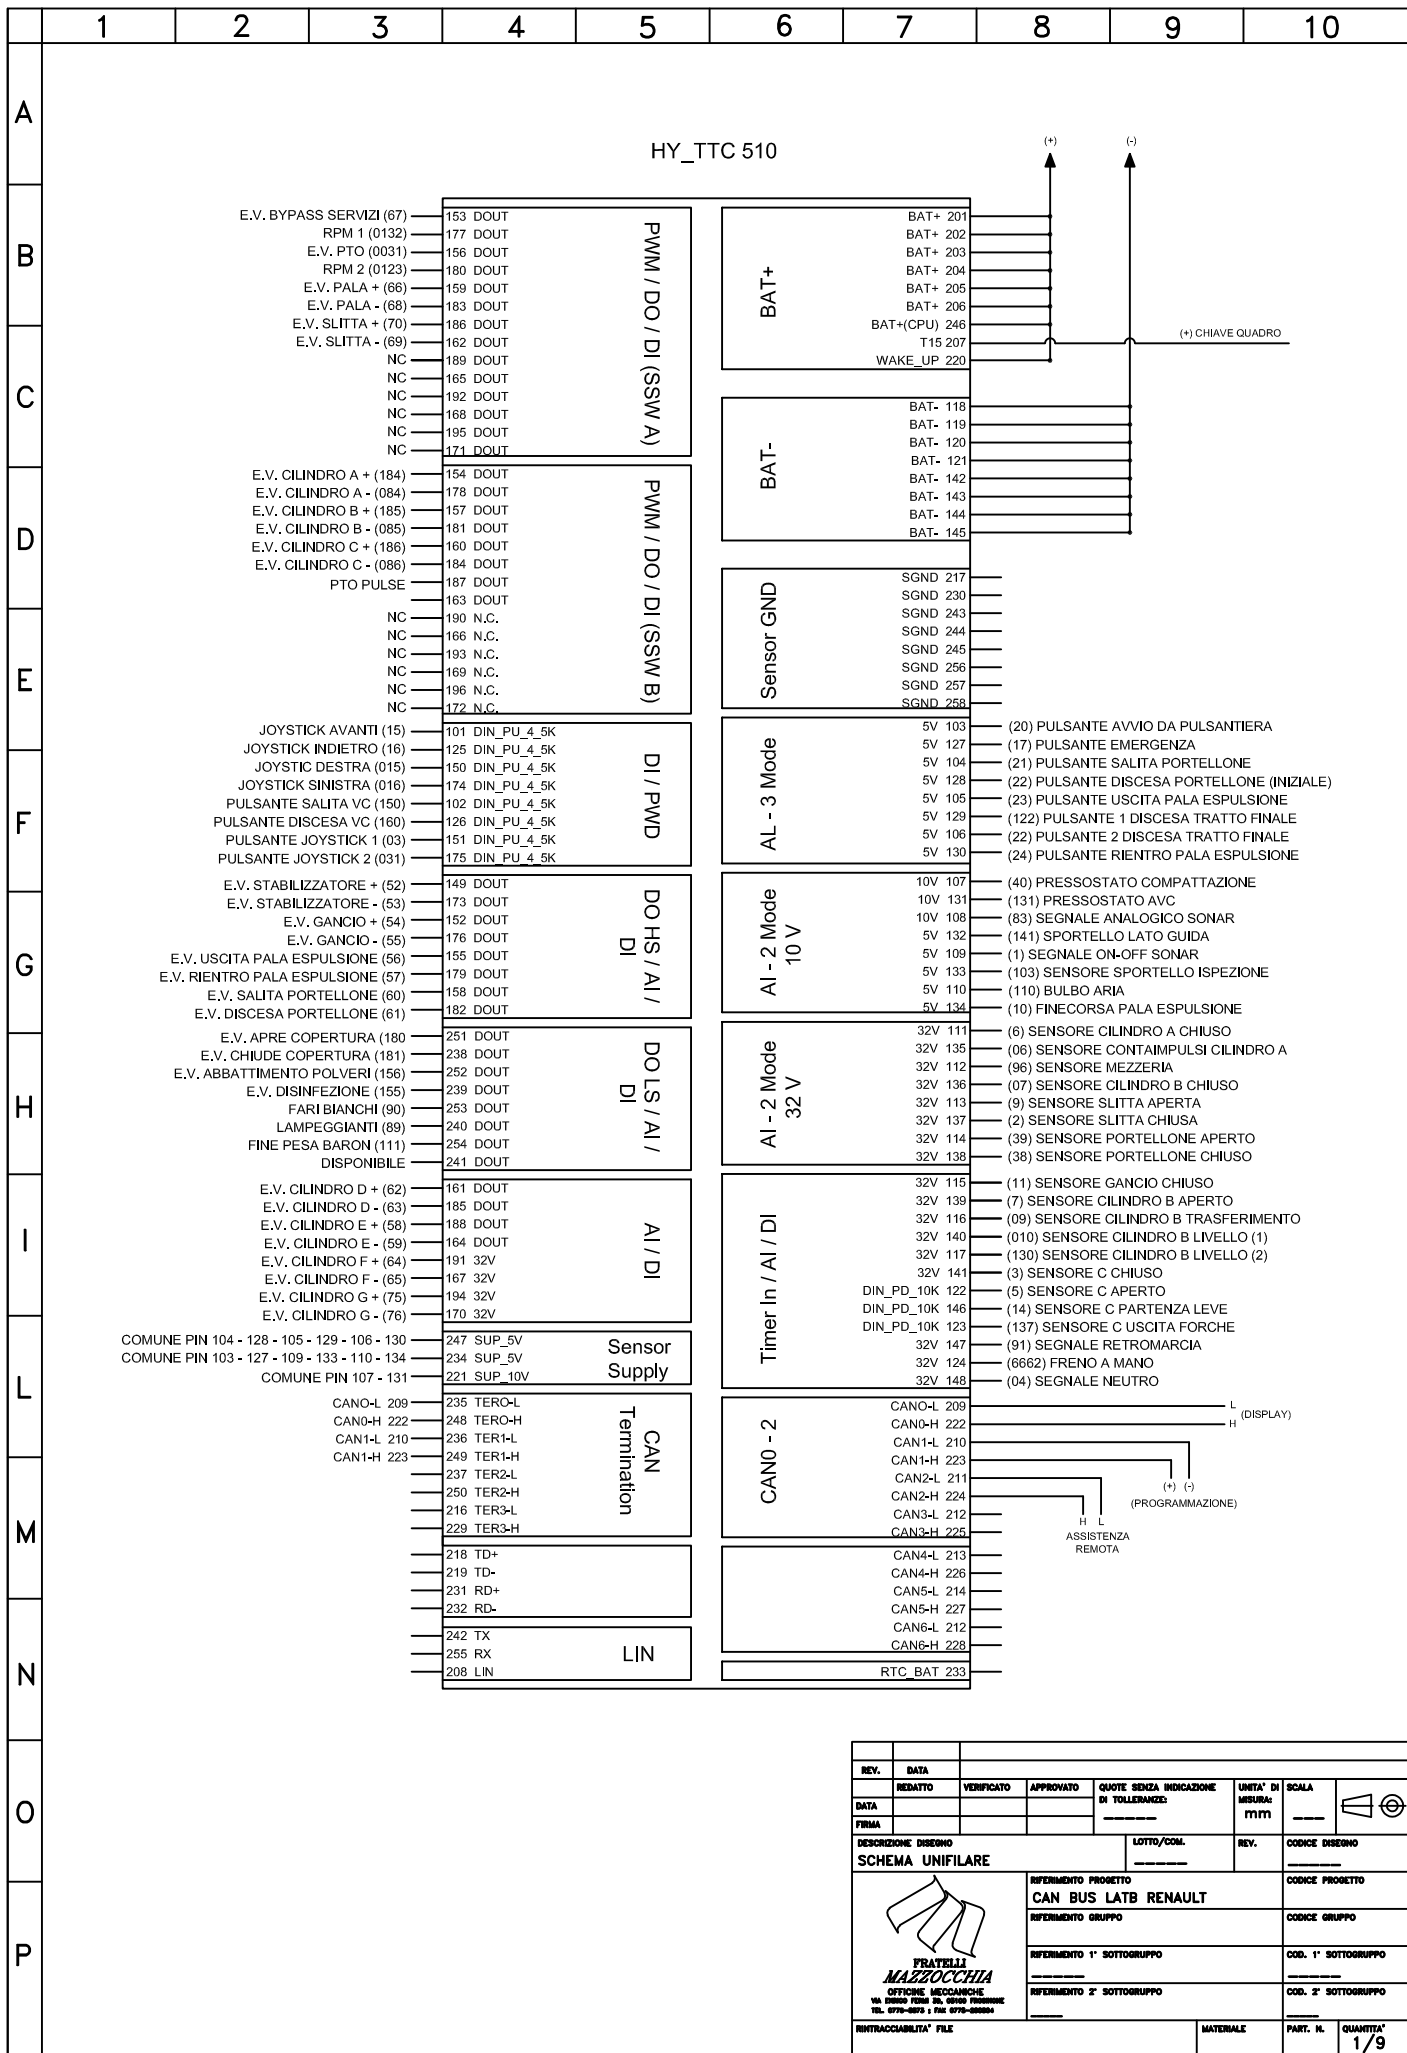 1 2 3 4 5 6 7 8 9 10
A
B
C
D
E
F
G
H
I
L
M
N
O
P
HY_TTC 510
(+) (-)
E.V. BYPASS SERVIZI (67) 153 DOUT
RPM 1 (0132) 177 DOUT
E.V. PTO (0031) 156 DOUT
RPM 2 (0123) 180 DOUT
E.V. PALA + (66) 159 DOUT
E.V. PALA - (68) 183 DOUT
E.V. SLITTA + (70) 186 DOUT
E.V. SLITTA - (69) 162 DOUT
NC 189 DOUT
NC 165 DOUT
NC 192 DOUT
NC 168 DOUT
NC 195 DOUT
NC 171 DOUT
PWM / DO / DI (SSW A)
E.V. CILINDRO A + (184) 154 DOUT
E.V. CILINDRO A - (084) 178 DOUT
E.V. CILINDRO B + (185) 157 DOUT
E.V. CILINDRO B - (085) 181 DOUT
E.V. CILINDRO C + (186) 160 DOUT
E.V. CILINDRO C - (086) 184 DOUT
PTO PULSE 187 DOUT
163 DOUT
NC 190 N.C.
NC 166 N.C.
NC 193 N.C.
NC 169 N.C.
NC 196 N.C.
NC 172 N.C.
PWM / DO / DI (SSW B)
JOYSTICK AVANTI (15) 101 DIN_PU_4_5K
JOYSTICK INDIETRO (16) 125 DIN_PU_4_5K
JOYSTIC DESTRA (015) 150 DIN_PU_4_5K
JOYSTICK SINISTRA (016) 174 DIN_PU_4_5K
PULSANTE SALITA VC (150) 102 DIN_PU_4_5K
PULSANTE DISCESA VC (160) 126 DIN_PU_4_5K
PULSANTE JOYSTICK 1 (03) 151 DIN_PU_4_5K
PULSANTE JOYSTICK 2 (031) 175 DIN_PU_4_5K
DI / PWD
E.V. STABILIZZATORE + (52) 149 DOUT
E.V. STABILIZZATORE - (53) 173 DOUT
E.V. GANCIO + (54) 152 DOUT
E.V. GANCIO - (55) 176 DOUT
E.V. USCITA PALA ESPULSIONE (56) 155 DOUT
E.V. RIENTRO PALA ESPULSIONE (57) 179 DOUT
E.V. SALITA PORTELLONE (60) 158 DOUT
E.V. DISCESA PORTELLONE (61) 182 DOUT
DO HS / AI /
DI
E.V. APRE COPERTURA (180 251 DOUT
E.V. CHIUDE COPERTURA (181) 238 DOUT
E.V. ABBATTIMENTO POLVERI (156) 252 DOUT
E.V. DISINFEZIONE (155) 239 DOUT
FARI BIANCHI (90) 253 DOUT
LAMPEGGIANTI (89) 240 DOUT
FINE PESA BARON (111) 254 DOUT
DISPONIBILE 241 DOUT
DO LS / AI /
DI
E.V. CILINDRO D + (62) 161 DOUT
E.V. CILINDRO D - (63) 185 DOUT
E.V. CILINDRO E + (58) 188 DOUT
E.V. CILINDRO E - (59) 164 DOUT
E.V. CILINDRO F + (64) 191 32V
E.V. CILINDRO F - (65) 167 32V
E.V. CILINDRO G + (75) 194 32V
E.V. CILINDRO G - (76) 170 32V
AI / DI
COMUNE PIN 104 - 128 - 105 - 129 - 106 - 130 247 SUP_5V
COMUNE PIN 103 - 127 - 109 - 133 - 110 - 134 234 SUP_5V
COMUNE PIN 107 - 131 221 SUP_10V
Sensor
Supply
CANO-L 209 235 TERO-L
CAN0-H 222 248 TERO-H
CAN1-L 210 236 TER1-L
CAN1-H 223 249 TER1-H
237 TER2-L
250 TER2-H
216 TER3-L
229 TER3-H
CAN
Termination
218 TD+
219 TD-
231 RD+
232 RD-
242 TX
255 RX
208 LIN
LIN
BAT+
BAT+ 201
BAT+ 202
BAT+ 203
BAT+ 204
BAT+ 205
BAT+ 206
BAT+(CPU) 246
T15 207 (+) CHIAVE QUADRO
WAKE_UP 220
BAT-
BAT- 118
BAT- 119
BAT- 120
BAT- 121
BAT- 142
BAT- 143
BAT- 144
BAT- 145
Sensor GND
SGND 217
SGND 230
SGND 243
SGND 244
SGND 245
SGND 256
SGND 257
SGND 258
AL - 3 Mode
5V 103 (20) PULSANTE AVVIO DA PULSANTIERA
5V 127 (17) PULSANTE EMERGENZA
5V 104 (21) PULSANTE SALITA PORTELLONE
5V 128 (22) PULSANTE DISCESA PORTELLONE (INIZIALE)
5V 105 (23) PULSANTE USCITA PALA ESPULSIONE
5V 129 (122) PULSANTE 1 DISCESA TRATTO FINALE
5V 106 (22) PULSANTE 2 DISCESA TRATTO FINALE
5V 130 (24) PULSANTE RIENTRO PALA ESPULSIONE
AI - 2 Mode
10 V
10V 107 (40) PRESSOSTATO COMPATTAZIONE
10V 131 (131) PRESSOSTATO AVC
10V 108 (83) SEGNALE ANALOGICO SONAR
5V 132 (141) SPORTELLO LATO GUIDA
5V 109 (1) SEGNALE ON-OFF SONAR
5V 133 (103) SENSORE SPORTELLO ISPEZIONE
5V 110 (110) BULBO ARIA
5V 134 (10) FINECORSA PALA ESPULSIONE
AI - 2 Mode
32 V
32V 111 (6) SENSORE CILINDRO A CHIUSO
32V 135 (06) SENSORE CONTAIMPULSI CILINDRO A
32V 112 (96) SENSORE MEZZERIA
32V 136 (07) SENSORE CILINDRO B CHIUSO
32V 113 (9) SENSORE SLITTA APERTA
32V 137 (2) SENSORE SLITTA CHIUSA
32V 114 (39) SENSORE PORTELLONE APERTO
32V 138 (38) SENSORE PORTELLONE CHIUSO
Timer In / AI / DI
32V 115 (11) SENSORE GANCIO CHIUSO
32V 139 (7) SENSORE CILINDRO B APERTO
32V 116 (09) SENSORE CILINDRO B TRASFERIMENTO
32V 140 (010) SENSORE CILINDRO B LIVELLO (1)
32V 117 (130) SENSORE CILINDRO B LIVELLO (2)
32V 141 (3) SENSORE C CHIUSO
DIN_PD_10K 122 (5) SENSORE C APERTO
DIN_PD_10K 146 (14) SENSORE C PARTENZA LEVE
DIN_PD_10K 123 (137) SENSORE C USCITA FORCHE
32V 147 (91) SEGNALE RETROMARCIA
32V 124 (6662) FRENO A MANO
32V 148 (04) SEGNALE NEUTRO
CAN0 - 2
CANO-L 209 L
CAN0-H 222 H
(DISPLAY)
CAN1-L 210
CAN1-H 223
CAN2-L 211
CAN2-H 224
CAN3-L 212
CAN3-H 225
(+) (-)
(PROGRAMMAZIONE)
H L
ASSISTENZA
REMOTA
CAN4-L 213
CAN4-H 226
CAN5-L 214
CAN5-H 227
CAN6-L 212
CAN6-H 228
RTC_BAT 233
REV. DATA
REDATTO VERIFICATO APPROVATO QUOTE SENZA INDICAZIONE
DI TOLLERANZE: UNITA' DI
MISURA:
mm SCALA
DATA
FIRMA
DESCRIZIONE DISEGNO
SCHEMA UNIFILARE
LOTTO/COM. REV. CODICE DISEGNO
RIFERIMENTO PROGETTO
CAN BUS LATB RENAULT
CODICE PROGETTO
RIFERIMENTO GRUPPO CODICE GRUPPO
RIFERIMENTO 1° SOTTOGRUPPO COD. 1° SOTTOGRUPPO
RIFERIMENTO 2° SOTTOGRUPPO COD. 2° SOTTOGRUPPO
FRATELLI
MAZZOCCHIA
OFFICINE MECCANICHE
RINTRACCIABILITA' FILE MATERIALE PART. N. QUANTITA'
1/9